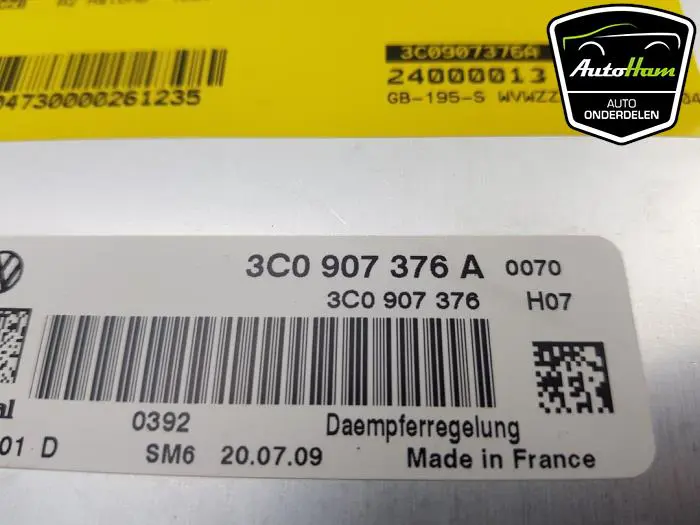 3C0907376A
24000013
04730000261235
GB-195-S WVWZZ
AutoHam
AUTO
ONDERDELEN
3C0 907 376 A 0070
3C0 907 376 H07
0392 Daempferregelung
01 D SM6 20.07.09 Made in France